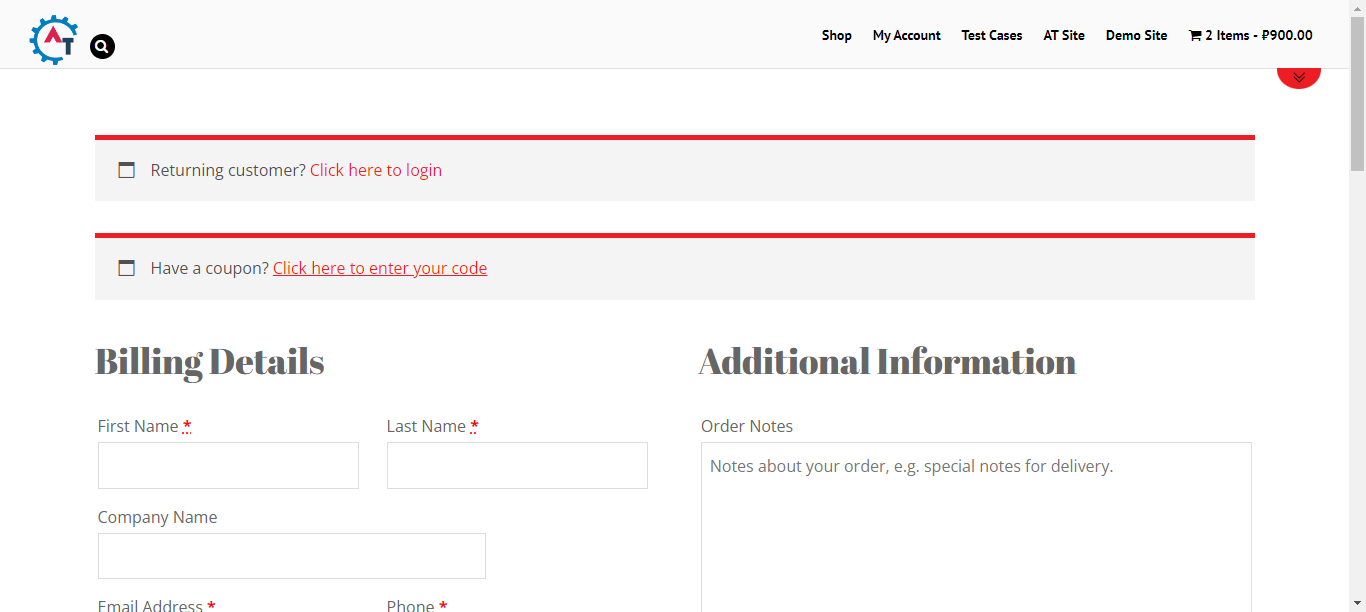 AT
Shop My Account Test Cases AT Site Demo Site 2 Items - ₽900.00
Returning customer? Click here to login
Have a coupon? Click here to enter your code
Billing Details
Additional Information
First Name *
Last Name *
Order Notes
Notes about your order, e.g. special notes for delivery.
Company Name
Email Address *
Phone *